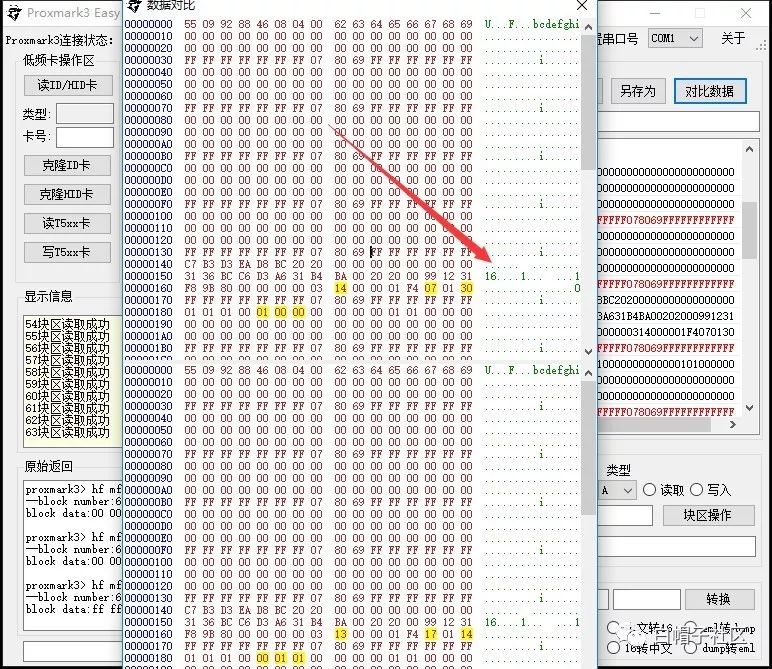 Proxmark3 Easy
数据对比
Proxmark3连接状态:
串口号 COM1 关于
低频卡操作区
读ID/HID卡
类型:
卡号:
克隆ID卡
克隆HID卡
读T5xx卡
写T5xx卡
显示信息
54块区读取成功
55块区读取成功
56块区读取成功
57块区读取成功
58块区读取成功
59块区读取成功
60块区读取成功
61块区读取成功
62块区读取成功
63块区读取成功
原始返回
proxmark3> hf mf
--block number:6
block data:00 00
proxmark3> hf mf
--block number:6
block data:00 00
proxmark3> hf mf
--block number:6
block data:ff ff
00000000 55 09 92 88 46 08 04 00 62 63 64 65 66 67 68 69 U...F...bcdefghi
00000010 00 00 00 00 00 00 00 00 00 00 00 00 00 00 00 00 ................
00000020 00 00 00 00 00 00 00 00 00 00 00 00 00 00 00 00 ................
00000030 FF FF FF FF FF FF FF 07 80 69 FF FF FF FF FF FF .........i......
00000040 00 00 00 00 00 00 00 00 00 00 00 00 00 00 00 00 ................
00000050 00 00 00 00 00 00 00 00 00 00 00 00 00 00 00 00 ................
00000060 00 00 00 00 00 00 00 00 00 00 00 00 00 00 00 00 ................
00000070 FF FF FF FF FF FF FF 07 80 69 FF FF FF FF FF FF .........i......
00000080 00 00 00 00 00 00 00 00 00 00 00 00 00 00 00 00 ................
00000090 00 00 00 00 00 00 00 00 00 00 00 00 00 00 00 00 ................
000000A0 00 00 00 00 00 00 00 00 00 00 00 00 00 00 00 00 ................
000000B0 FF FF FF FF FF FF FF 07 80 69 FF FF FF FF FF FF .........i......
000000C0 00 00 00 00 00 00 00 00 00 00 00 00 00 00 00 00 ................
000000D0 00 00 00 00 00 00 00 00 00 00 00 00 00 00 00 00 ................
000000E0 00 00 00 00 00 00 00 00 00 00 00 00 00 00 00 00 ................
000000F0 FF FF FF FF FF FF FF 07 80 69 FF FF FF FF FF FF .........i......
00000100 00 00 00 00 00 00 00 00 00 00 00 00 00 00 00 00 ................
00000110 00 00 00 00 00 00 00 00 00 00 00 00 00 00 00 00 ................
00000120 00 00 00 00 00 00 00 00 00 00 00 00 00 00 00 00 ................
00000130 FF FF FF FF FF FF FF 07 80 69 FF FF FF FF FF FF .........i......
00000140 C7 B3 D3 EA D8 BC 20 20 00 00 00 00 00 00 00 00
00000150 31 36 BC C6 D3 A6 31 B4 BA 00 20 20 00 99 12 31 16....1........1
00000160 F8 9B 80 00 00 00 00 03 14 00 00 01 F4 07 01 30 ...............0
00000170 FF FF FF FF FF FF FF 07 80 69 FF FF FF FF FF FF .........i......
00000180 01 01 01 00 01 00 00 00 00 00 00 01 01 00 00 00 ................
00000190 00 00 00 00 00 00 00 00 00 00 00 00 00 00 00 00 ................
000001A0 00 00 00 00 00 00 00 00 00 00 00 00 00 00 00 00 ................
000001B0 FF FF FF FF FF FF FF 07 80 69 FF FF FF FF FF FF .........i......
00000000 55 09 92 88 46 08 04 00 62 63 64 65 66 67 68 69 U...F...bcdefghi
00000010 00 00 00 00 00 00 00 00 00 00 00 00 00 00 00 00 ................
00000020 00 00 00 00 00 00 00 00 00 00 00 00 00 00 00 00 ................
00000030 FF FF FF FF FF FF FF 07 80 69 FF FF FF FF FF FF .........i......
00000040 00 00 00 00 00 00 00 00 00 00 00 00 00 00 00 00 ................
00000050 00 00 00 00 00 00 00 00 00 00 00 00 00 00 00 00 ................
00000060 00 00 00 00 00 00 00 00 00 00 00 00 00 00 00 00 ................
00000070 FF FF FF FF FF FF FF 07 80 69 FF FF FF FF FF FF .........i......
00000080 00 00 00 00 00 00 00 00 00 00 00 00 00 00 00 00 ................
00000090 00 00 00 00 00 00 00 00 00 00 00 00 00 00 00 00 ................
000000A0 00 00 00 00 00 00 00 00 00 00 00 00 00 00 00 00 ................
000000B0 FF FF FF FF FF FF FF 07 80 69 FF FF FF FF FF FF .........i......
000000C0 00 00 00 00 00 00 00 00 00 00 00 00 00 00 00 00 ................
000000D0 00 00 00 00 00 00 00 00 00 00 00 00 00 00 00 00 ................
000000E0 00 00 00 00 00 00 00 00 00 00 00 00 00 00 00 00 ................
000000F0 FF FF FF FF FF FF FF 07 80 69 FF FF FF FF FF FF .........i......
00000100 00 00 00 00 00 00 00 00 00 00 00 00 00 00 00 00 ................
00000110 00 00 00 00 00 00 00 00 00 00 00 00 00 00 00 00 ................
00000120 00 00 00 00 00 00 00 00 00 00 00 00 00 00 00 00 ................
00000130 FF FF FF FF FF FF FF 07 80 69 FF FF FF FF FF FF .........i......
00000140 C7 B3 D3 EA D8 BC 20 20 00 00 00 00 00 00 00 00
00000150 31 36 BC C6 D3 A6 31 B4 BA 00 20 20 00 99 12 31 16....1........1
00000160 F8 9B 80 00 00 00 00 03 13 00 00 01 F4 17 01 14 ................
00000170 FF FF FF FF FF FF FF 07 80 69 FF FF FF FF FF FF .........i......
00000180 01 01 01 00 00 01 01 00 00 00 00 01 01 00 00 00 ................
另存为
对比数据
0000000000000000000000
0000000000000000000000
0000000000000000000000
FFFFF078069FFFFFFFFFFFF
0000000000000000000000
0000000000000000000000
0000000000000000000000
FFFFF078069FFFFFFFFFFFF
8BC20200000000000000000
3A631B4BA00202000991231
000000314000001F4070130
FFFFF078069FFFFFFFFFFFF
0000000000000000000000
0000000000000000000000
FFFFF078069FFFFFFFFFFFF
类型
A 读取 写入
块区操作
转换
文转16 eml转dump
16转中文 dump转eml
白帽子社区